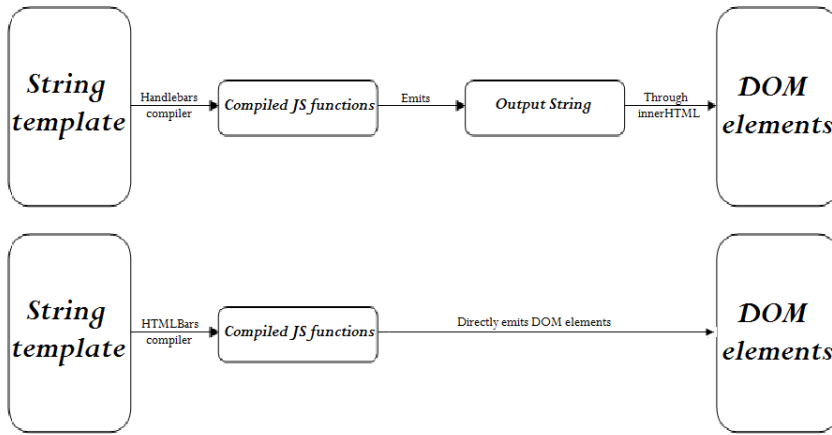 String
template
Handlebars
compiler
Compiled JS functions
Emits
Output String
Through
innerHTML
DOM
elements
String
template
HTMLBars
compiler
Compiled JS functions
Directly emits DOM elements
DOM
elements